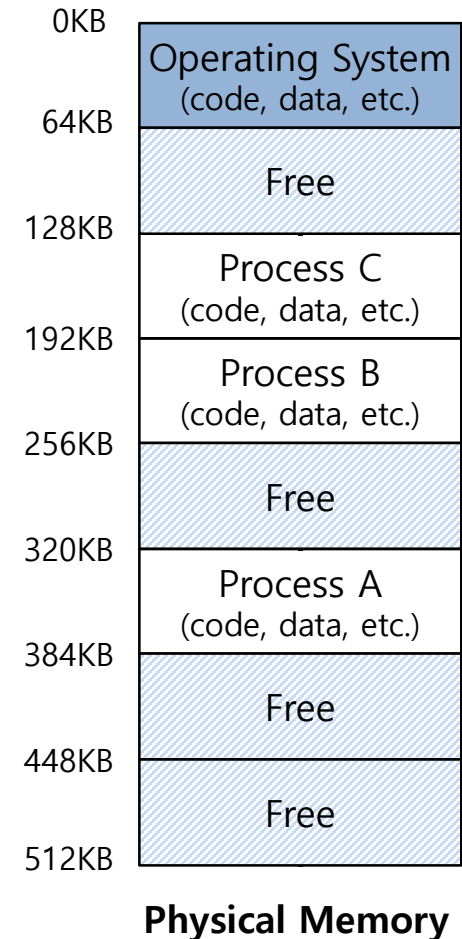 0KB
Operating System
(code, data, etc.)
64KB
Free
128KB
Process C
(code, data, etc.)
192KB
Process B
(code, data, etc.)
256KB
Free
320KB
Process A
(code, data, etc.)
384KB
Free
448KB
Free
512KB
Physical Memory